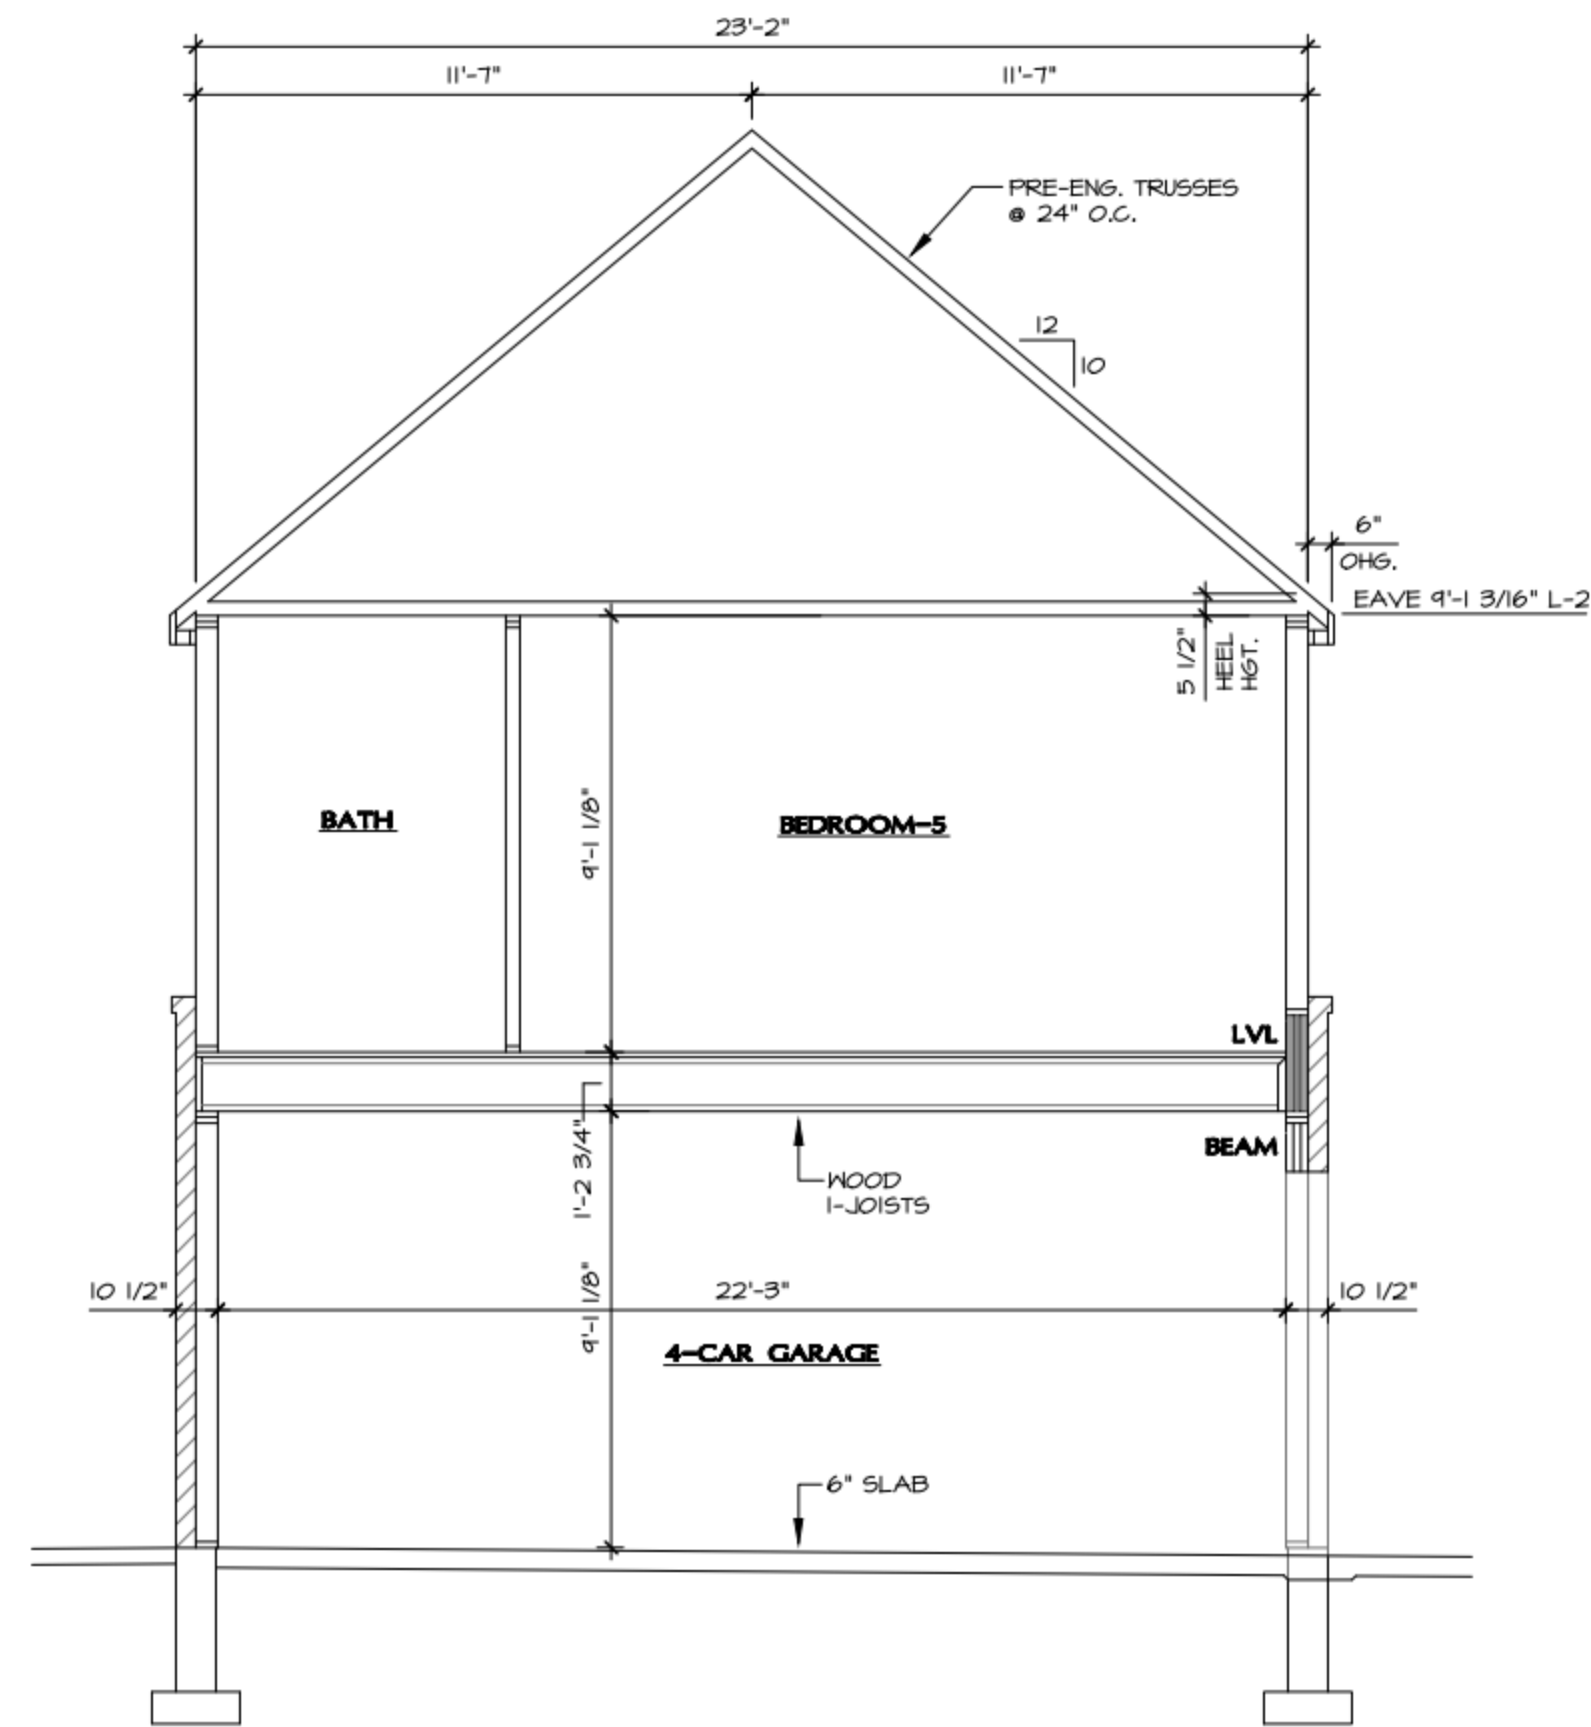 23'-2"
11'-7"
11'-7"
PRE-ENG. TRUSSES
@ 24" O.C.
12
10
6"
OHG.
EAVE 9'-1 3/16" L-2
5 1/2"
HEEL
HGT.
BATH
9'-1 1/8"
BEDROOM-5
LVL
1'-2 3/4"
BEAM
WOOD
I-JOISTS
10 1/2"
9'-1 1/8"
22'-3"
10 1/2"
4-CAR GARAGE
6" SLAB